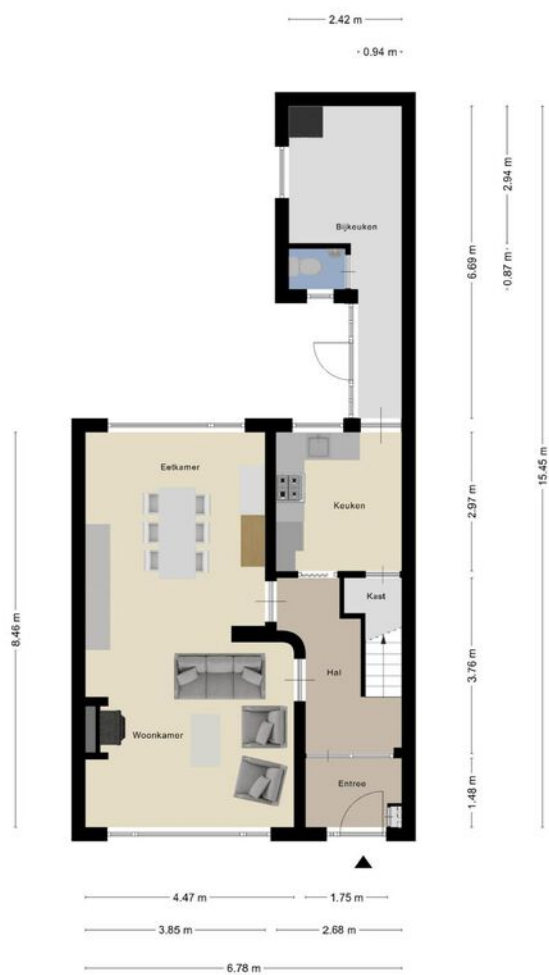 2.42 m
0.94 m
Bijkeuken
2.94 m
0.87 m
6.69 m
15.45 m
Eetkamer
Keuken
2.97 m
Kast
8.46 m
Hal
3.76 m
Woonkamer
Entree
1.48 m
4.47 m
1.75 m
3.85 m
2.68 m
6.78 m